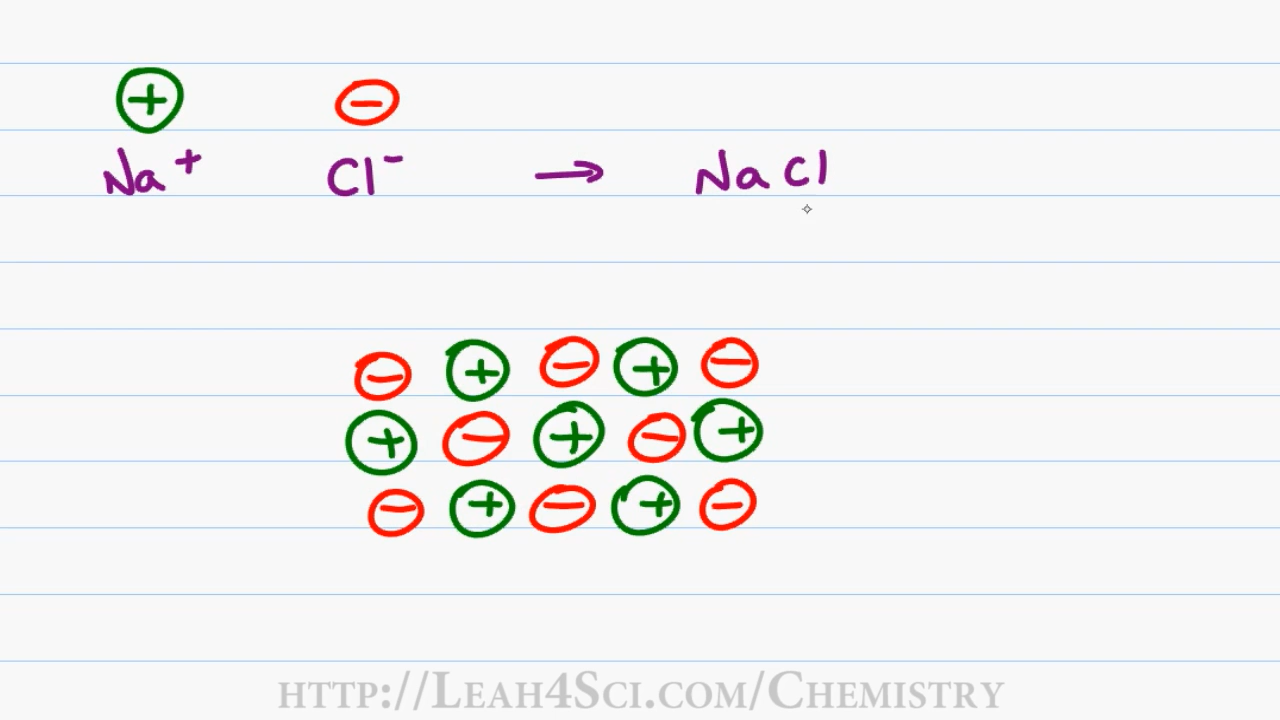 + −
Na⁺ Cl⁻ → NaCl
− + − + −
+ − + − +
− + − + −
http://Leah4Sci.com/Chemistry